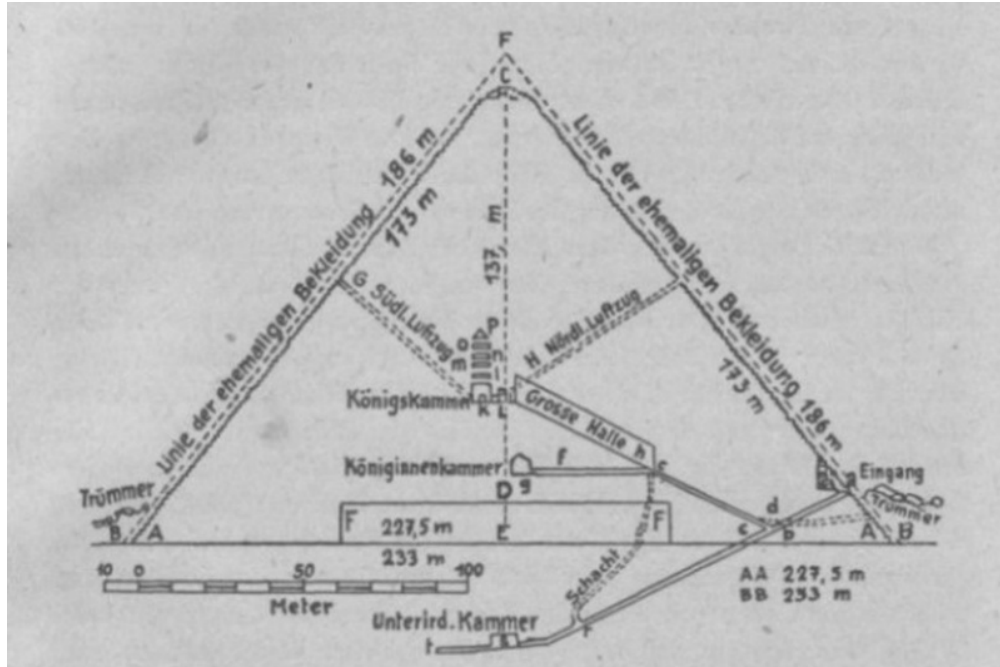 F
C
Linie der ehemalligen Bekleidung 186 m
173 m
Linie der ehemalligen Bekleidung 186 m
173 m
E
137
G Südl. Luftzug
H Nördl. Luftzug
P
o
m
n
Königskammer
K
L
Grosse Halle h
Königinnenkammer
g
f
e
D
Trümmer
Eingang
a
Trümmer
d
B
A
F
227,5 m
E
F
c
b
A
B
233 m
10 0 50 100
Meter
Schacht
AA 227,5 m
BB 233 m
Unterird. Kammer
t
s
r